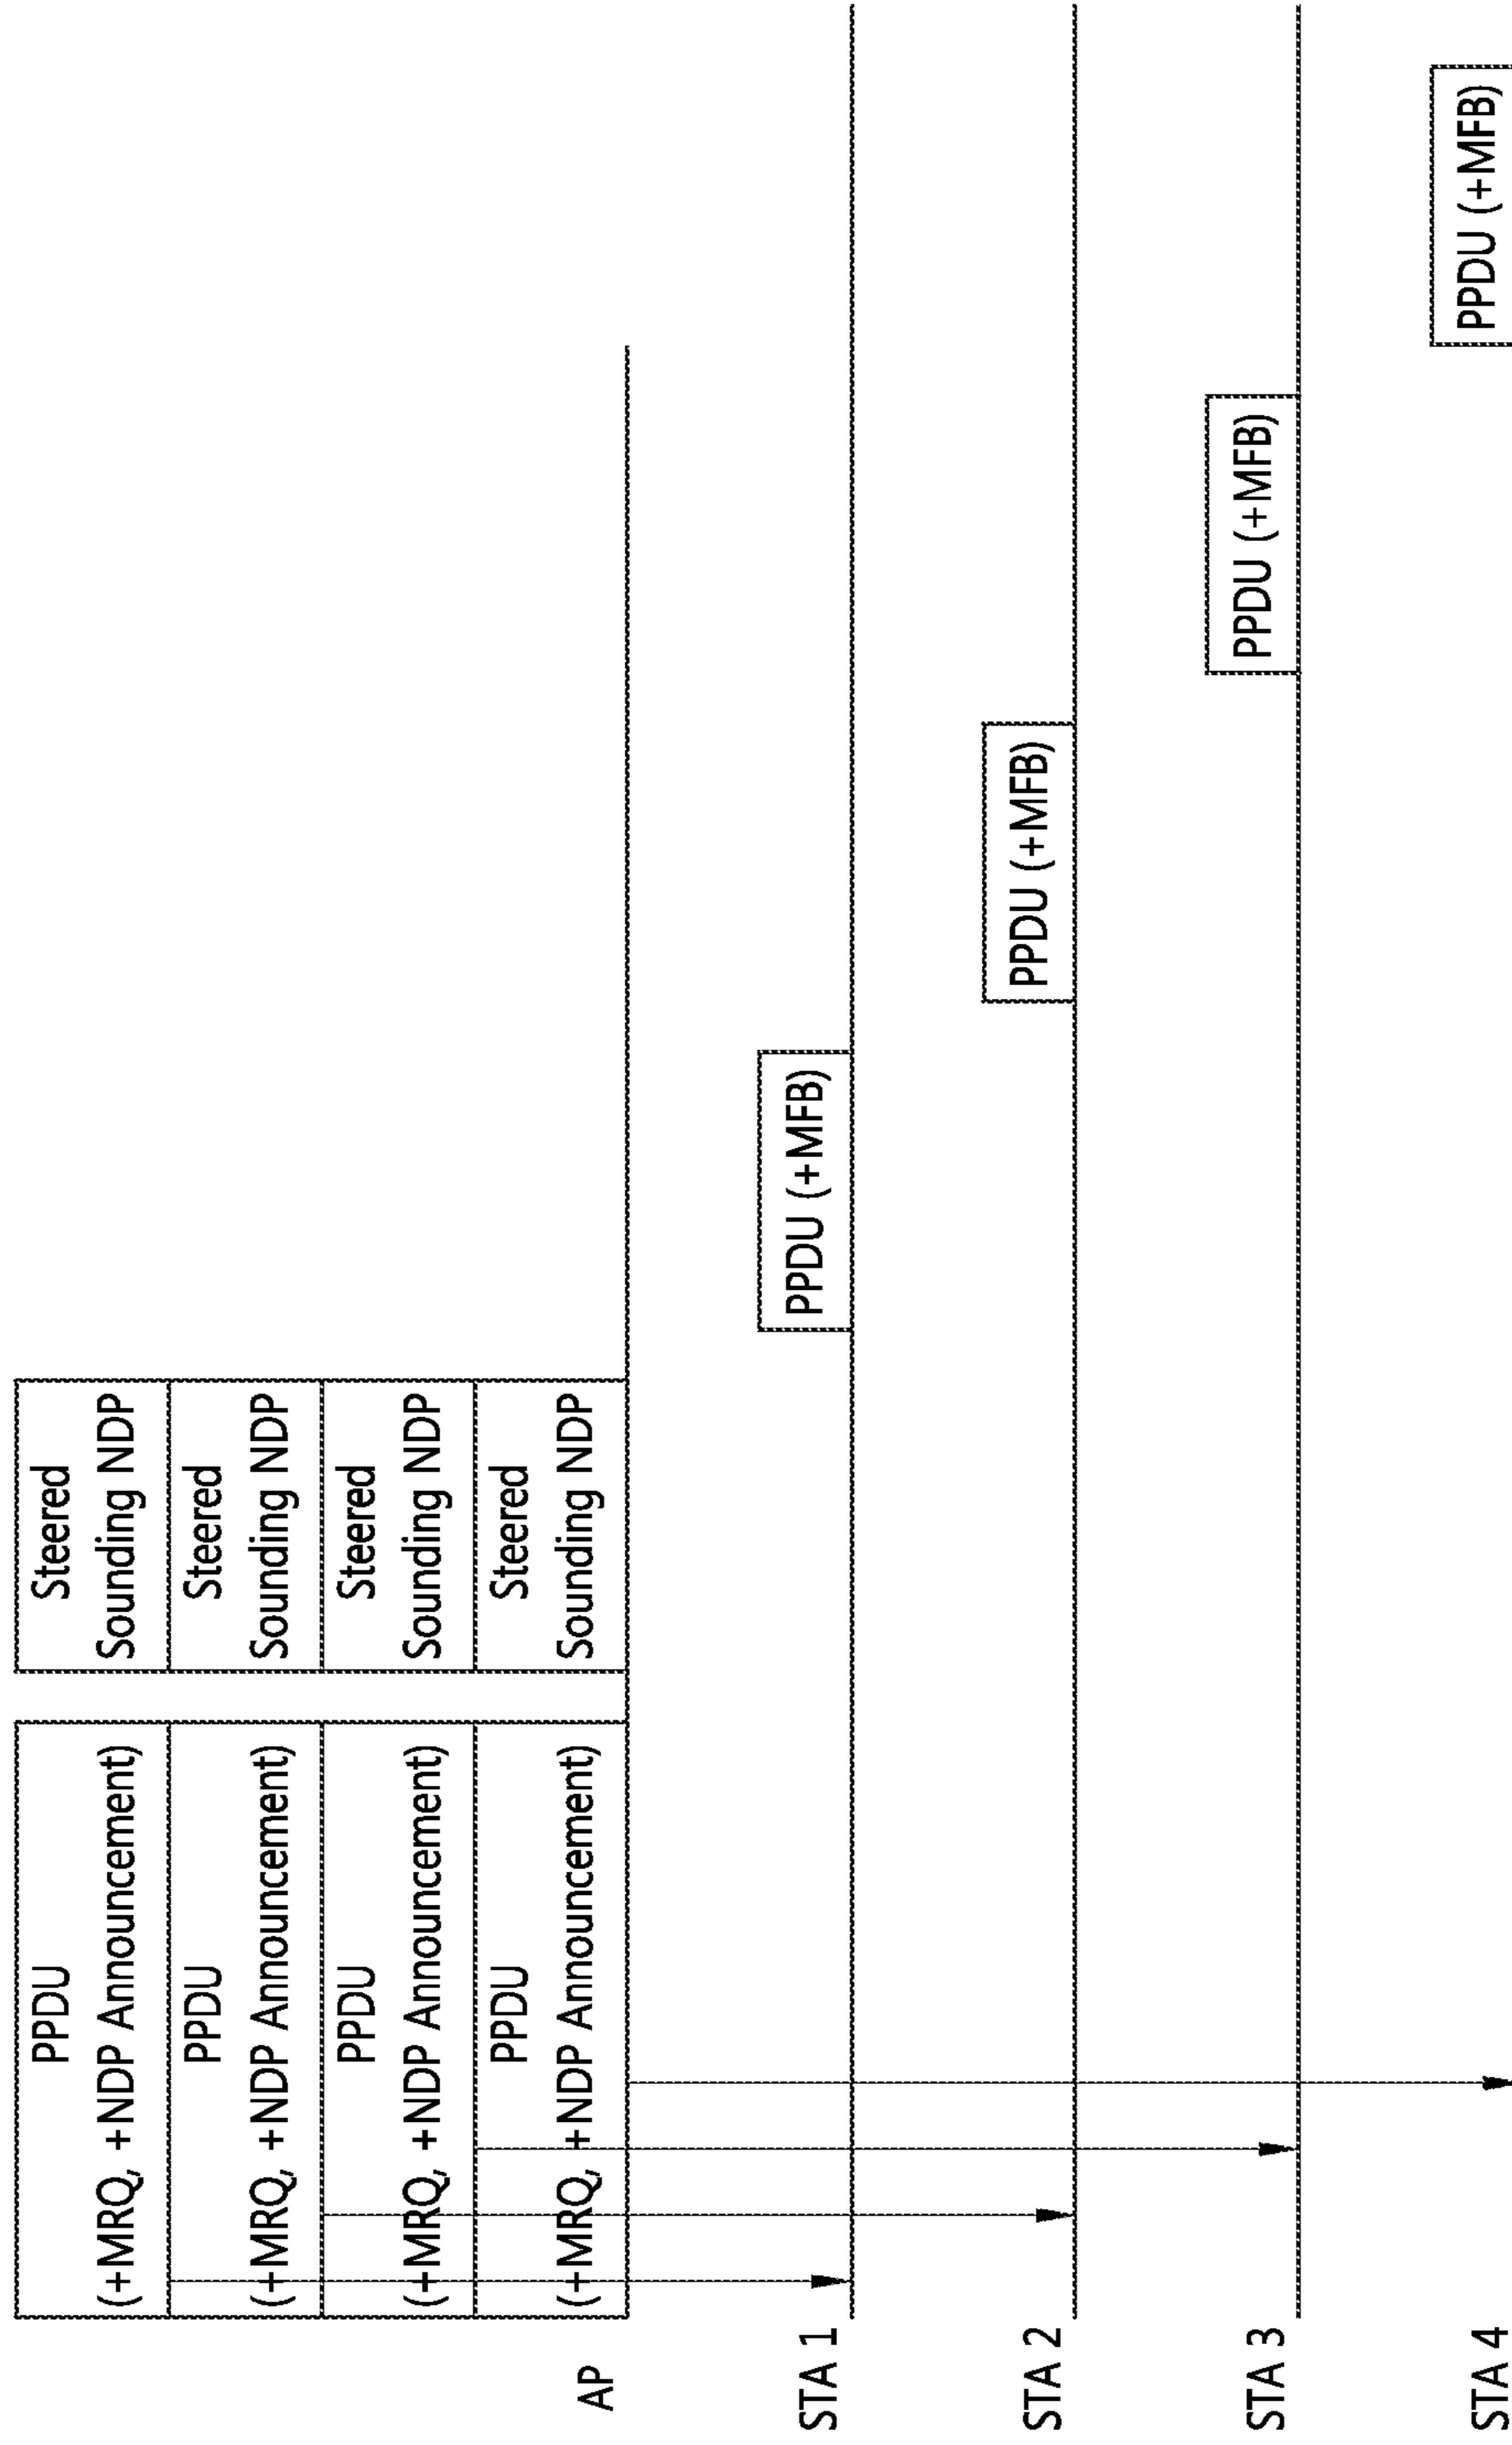 PPDU
(+MRQ, +NDP Announcement)
Steered
Sounding NDP
PPDU
(+MRQ, +NDP Announcement)
Steered
Sounding NDP
PPDU
(+MRQ, +NDP Announcement)
Steered
Sounding NDP
PPDU
(+MRQ, +NDP Announcement)
Steered
Sounding NDP
AP
STA 1
PPDU (+MFB)
STA 2
PPDU (+MFB)
STA 3
PPDU (+MFB)
STA 4
PPDU (+MFB)